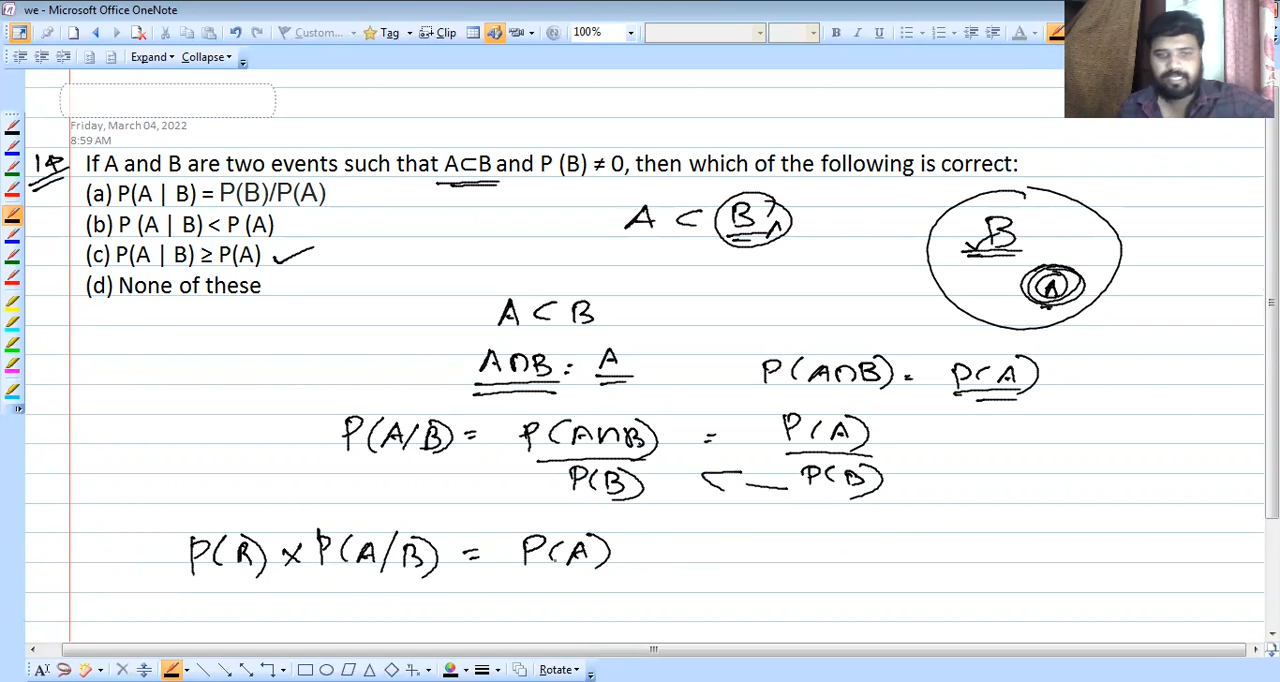 we - Microsoft Office OneNote
Custom... Tag Clip 100% B I U A
Expand Collapse
Friday, March 04, 2022
8:59 AM
If A and B are two events such that A⊂B and P (B) ≠ 0, then which of the following is correct:
(a) P(A | B) = P(B)/P(A)
(b) P (A | B) < P (A)
(c) P(A | B) ≥ P(A) ✓
(d) None of these
A ⊂ B
B
A
A ⊂ B
A∩B = A
P(A∩B) = P(A)
P(A/B) = P(A∩B) / P(B) = P(A) / P(B)
P(B) × P(A/B) = P(A)
Rotate